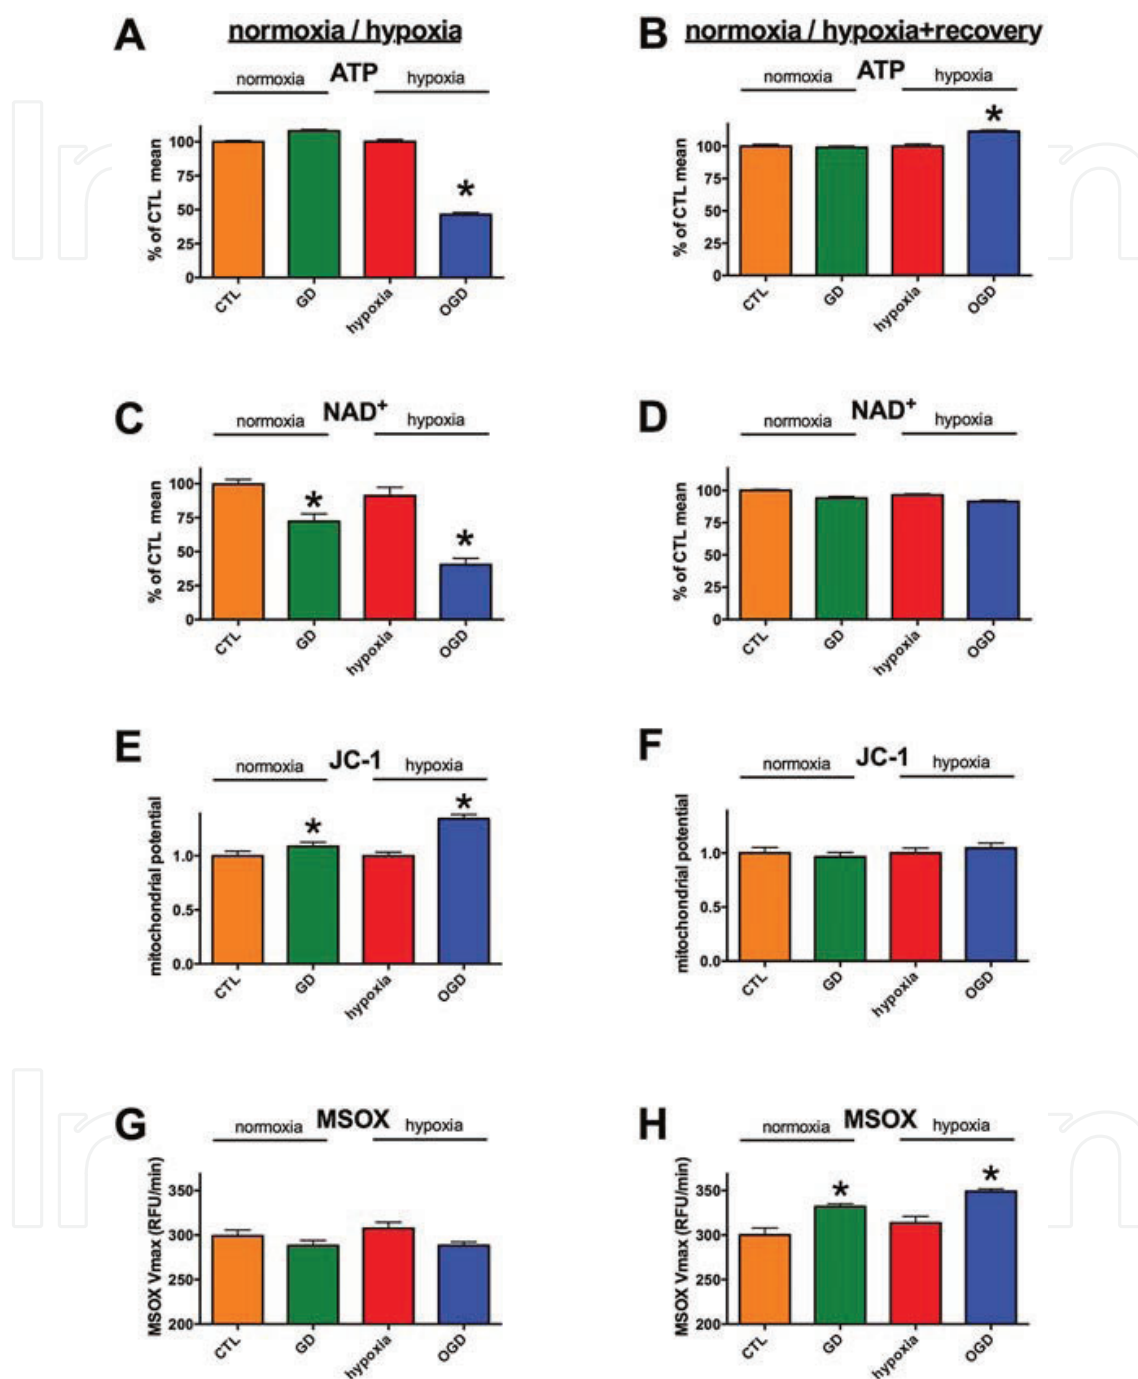 A normoxia / hypoxia
normoxia ATP hypoxia
% of CTL mean
100
75
50
25
0
*
CTL GD hypoxia OGD
B normoxia / hypoxia+recovery
normoxia ATP hypoxia
% of CTL mean
100
75
50
25
0
*
CTL GD hypoxia OGD
C normoxia NAD⁺ hypoxia
% of CTL mean
100
75
50
25
0
* *
CTL GD hypoxia OGD
D normoxia NAD⁺ hypoxia
% of CTL mean
100
75
50
25
0
CTL GD hypoxia OGD
E normoxia JC-1 hypoxia
mitochondrial potential
1.0
0.5
0.0
* *
CTL GD hypoxia OGD
F normoxia JC-1 hypoxia
mitochondrial potential
1.0
0.5
0.0
CTL GD hypoxia OGD
G normoxia MSOX hypoxia
MSOX Vmax (RFU/min)
350
300
250
200
CTL GD hypoxia OGD
H normoxia MSOX hypoxia
MSOX Vmax (RFU/min)
350
300
250
200
* *
CTL GD hypoxia OGD